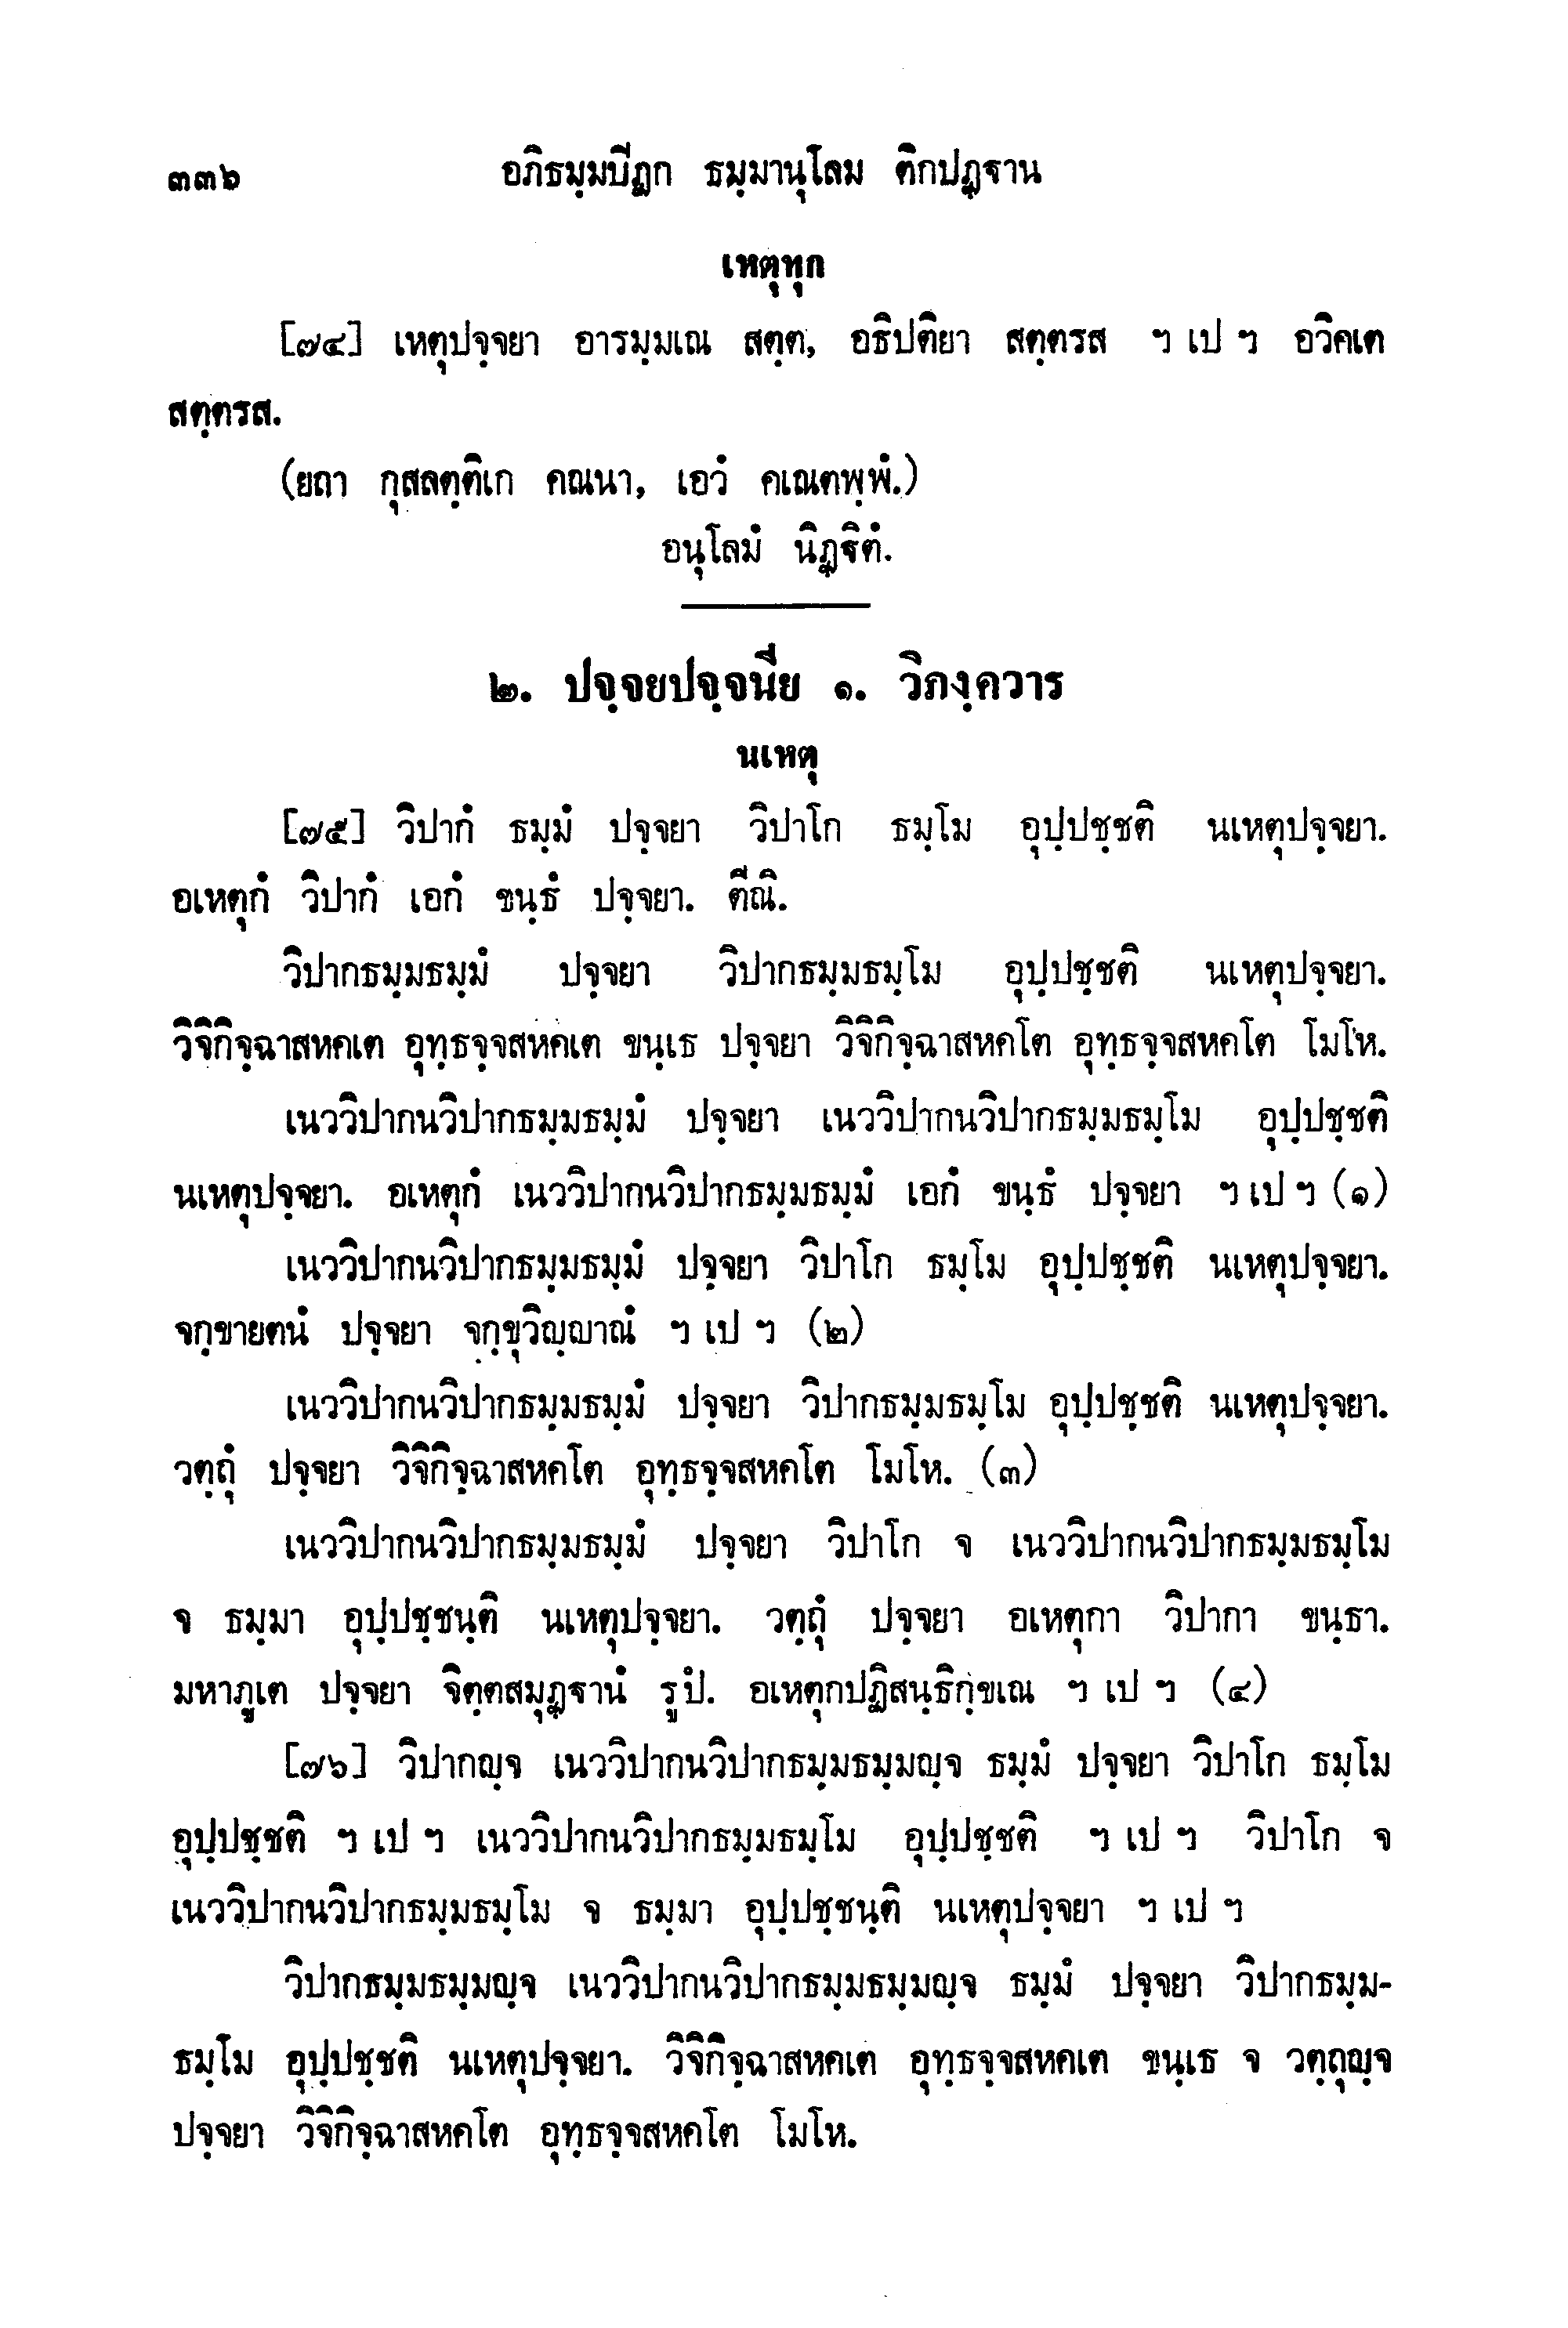 ๓๓๖ อภิธมฺมปีฏก ธมฺมานุโลม ติกปฏฺฐาน
เหตุทุก
[๗๔] เหตุปจฺจยา อารมฺมเณ สตฺต, อธิปติยา สตฺตรส ฯ เป ฯ อวิคเต
สตฺตรส.
(ยถา กุสลตฺติเก คณนา, เอวํ คเณตพฺพํ.)
อนุโลมํ นิฏฺฐิตํ.
๒. ปจฺจยปจฺจนีย ๑. วิภงฺควาร
นเหตุ
[๗๕] วิปากํ ธมฺมํ ปจฺจยา วิปาโก ธมฺโม อุปฺปชฺชติ นเหตุปจฺจยา.
อเหตุกํ วิปากํ เอกํ ขนฺธํ ปจฺจยา. ตีณิ.
วิปากธมฺมธมฺมํ ปจฺจยา วิปากธมฺมธมฺโม อุปฺปชฺชติ นเหตุปจฺจยา.
วิจิกิจฺฉาสหคเต อุทฺธจฺจสหคเต ขนฺเธ ปจฺจยา วิจิกิจฺฉาสหคโต อุทฺธจฺจสหคโต โมโห.
เนววิปากนวิปากธมฺมธมฺมํ ปจฺจยา เนววิปากนวิปากธมฺมธมฺโม อุปฺปชฺชติ
นเหตุปจฺจยา. อเหตุกํ เนววิปากนวิปากธมฺมธมฺมํ เอกํ ขนฺธํ ปจฺจยา ฯ เป ฯ (๑)
เนววิปากนวิปากธมฺมธมฺมํ ปจฺจยา วิปาโก ธมฺโม อุปฺปชฺชติ นเหตุปจฺจยา.
จกฺขายตนํ ปจฺจยา จกฺขุวิญฺญาณํ ฯ เป ฯ (๒)
เนววิปากนวิปากธมฺมธมฺมํ ปจฺจยา วิปากธมฺมธมฺโม อุปฺปชฺชติ นเหตุปจฺจยา.
วตฺถุํ ปจฺจยา วิจิกิจฺฉาสหคโต อุทฺธจฺจสหคโต โมโห. (๓)
เนววิปากนวิปากธมฺมธมฺมํ ปจฺจยา วิปาโก จ เนววิปากนวิปากธมฺมธมฺโม
จ ธมฺมา อุปฺปชฺชนฺติ นเหตุปจฺจยา. วตฺถุํ ปจฺจยา อเหตุกา วิปากา ขนฺธา.
มหาภูเต ปจฺจยา จิตฺตสมุฏฺฐานํ รูปํ. อเหตุกปฏิสนฺธิกฺขเณ ฯ เป ฯ (๔)
[๗๖] วิปากญฺจ เนววิปากนวิปากธมฺมธมฺมญฺจ ธมฺมํ ปจฺจยา วิปาโก ธมฺโม
อุปฺปชฺชติ ฯ เป ฯ เนววิปากนวิปากธมฺมธมฺโม อุปฺปชฺชติ ฯ เป ฯ วิปาโก จ
เนววิปากนวิปากธมฺมธมฺโม จ ธมฺมา อุปฺปชฺชนฺติ นเหตุปจฺจยา ฯ เป ฯ
วิปากธมฺมธมฺมญฺจ เนววิปากนวิปากธมฺมธมฺมญฺจ ธมฺมํ ปจฺจยา วิปากธมฺม-
ธมฺโม อุปฺปชฺชติ นเหตุปจฺจยา. วิจิกิจฺฉาสหคเต อุทฺธจฺจสหคเต ขนฺเธ จ วตฺถุญฺจ
ปจฺจยา วิจิกิจฺฉาสหคโต อุทฺธจฺจสหคโต โมโห.